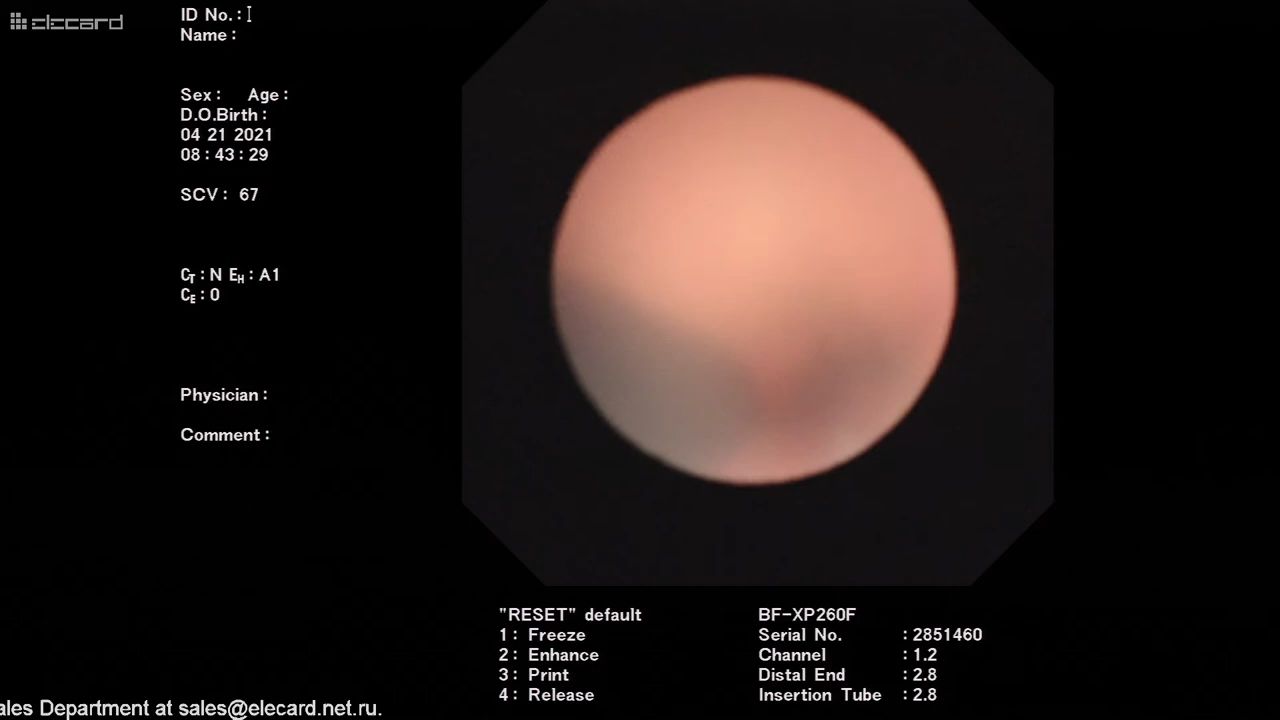 elecard
ID No. :
Name :
Sex : Age :
D.O.Birth :
04 21 2021
08 : 43 : 29
SCV : 67
CT : N EH : A1
CE : 0
Physician :
Comment :
"RESET" default
1 : Freeze
2 : Enhance
3 : Print
4 : Release
BF-XP260F
Serial No. : 2851460
Channel : 1.2
Distal End : 2.8
Insertion Tube : 2.8
ales Department at sales@elecard.net.ru.